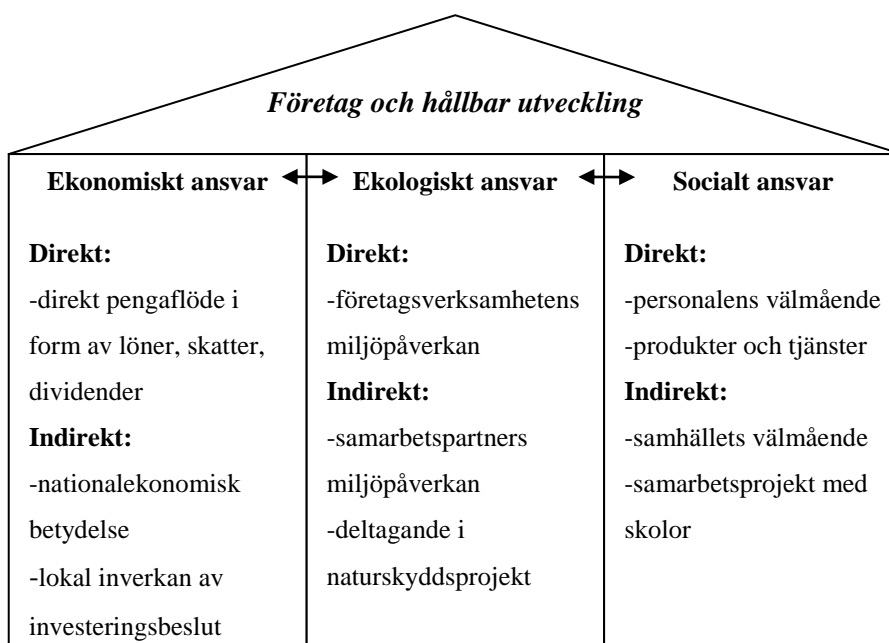 Företag och hållbar utveckling
Ekonomiskt ansvar
Direkt:
-direkt pengaflöde i
form av löner, skatter,
dividender
Indirekt:
-nationalekonomisk
betydelse
-lokal inverkan av
investeringsbeslut
Ekologiskt ansvar
Direkt:
-företagsverksamhetens
miljöpåverkan
Indirekt:
-samarbetspartners
miljöpåverkan
-deltagande i
naturskyddsprojekt
Socialt ansvar
Direkt:
-personalens välmående
-produkter och tjänster
Indirekt:
-samhällets välmående
-samarbetsprojekt med
skolor